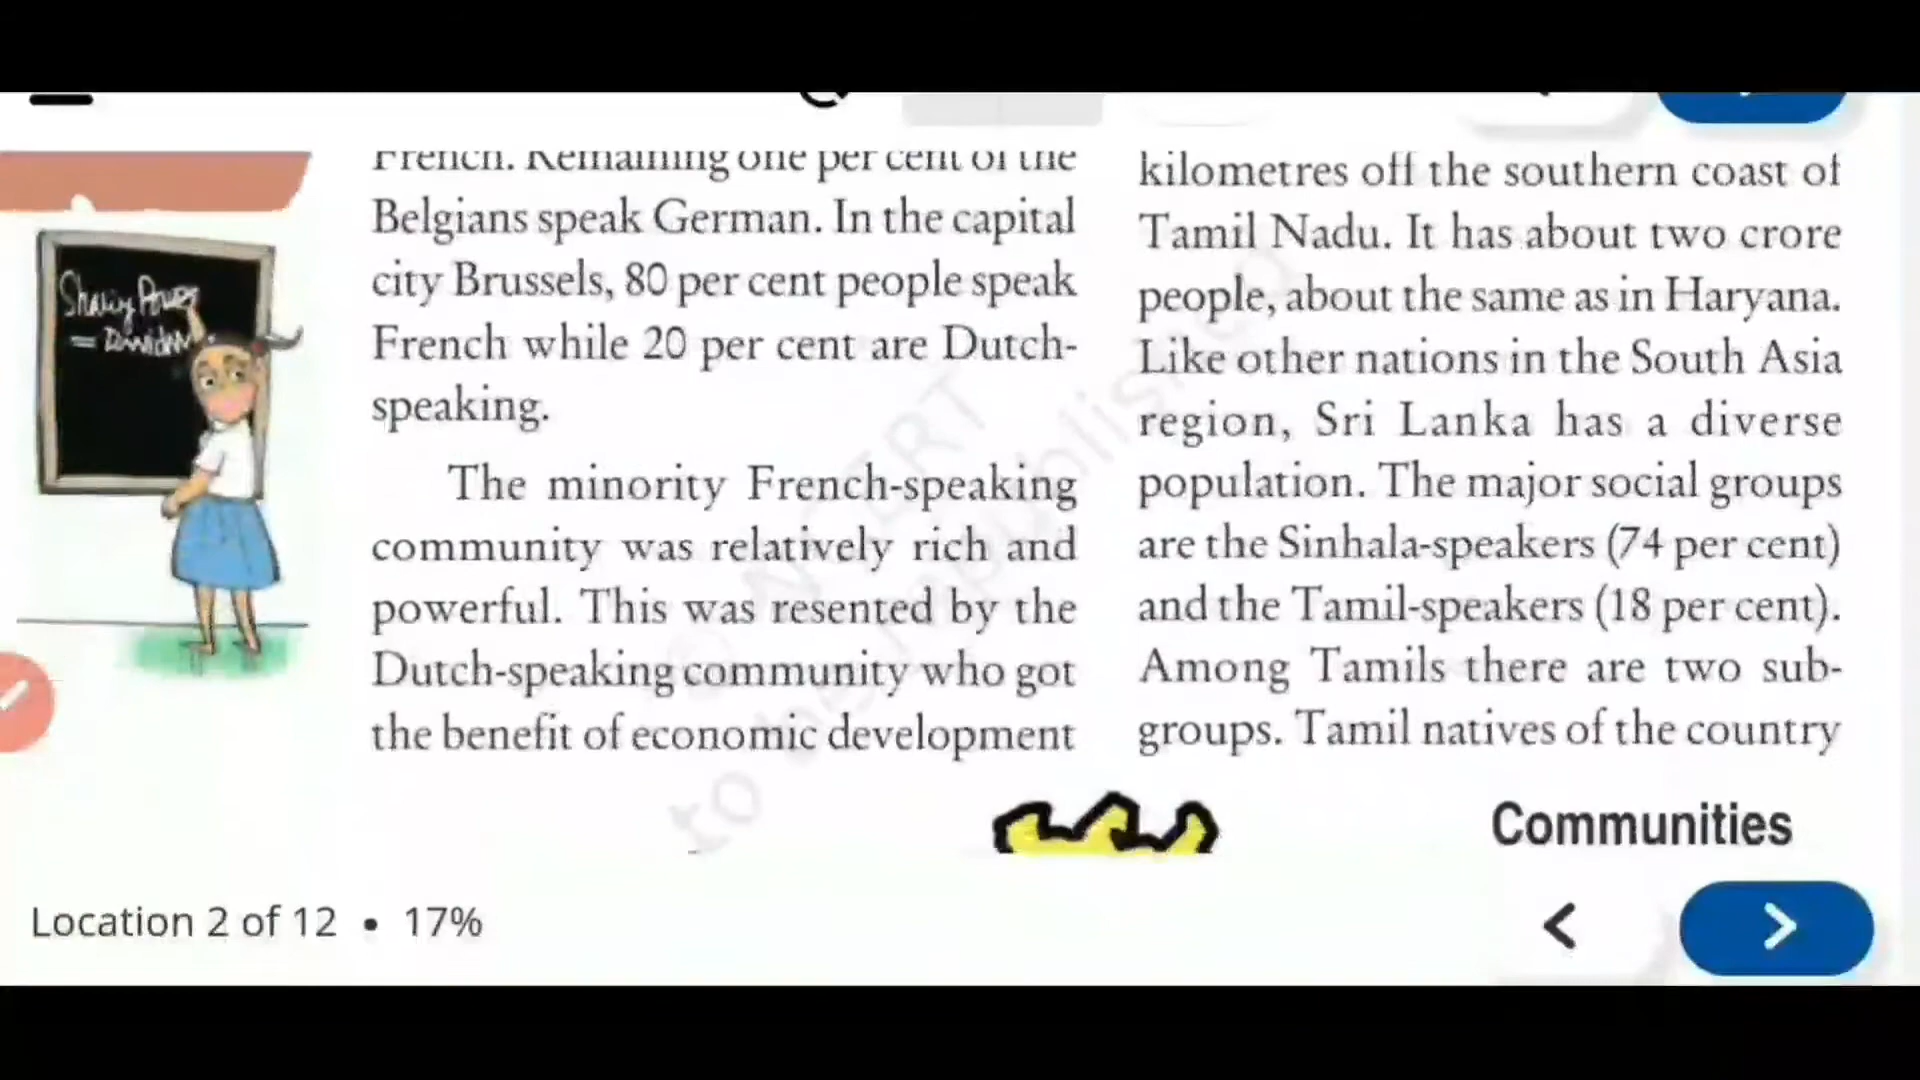 French. Remaining one per cent of the
Belgians speak German. In the capital
city Brussels, 80 per cent people speak
French while 20 per cent are Dutch-
speaking.
The minority French-speaking
community was relatively rich and
powerful. This was resented by the
Dutch-speaking community who got
the benefit of economic development
kilometres off the southern coast of
Tamil Nadu. It has about two crore
people, about the same as in Haryana.
Like other nations in the South Asia
region, Sri Lanka has a diverse
population. The major social groups
are the Sinhala-speakers (74 per cent)
and the Tamil-speakers (18 per cent).
Among Tamils there are two sub-
groups. Tamil natives of the country
Sharing Power
=
© NCERT
to be republished
Communities
Location 2 of 12 • 17%